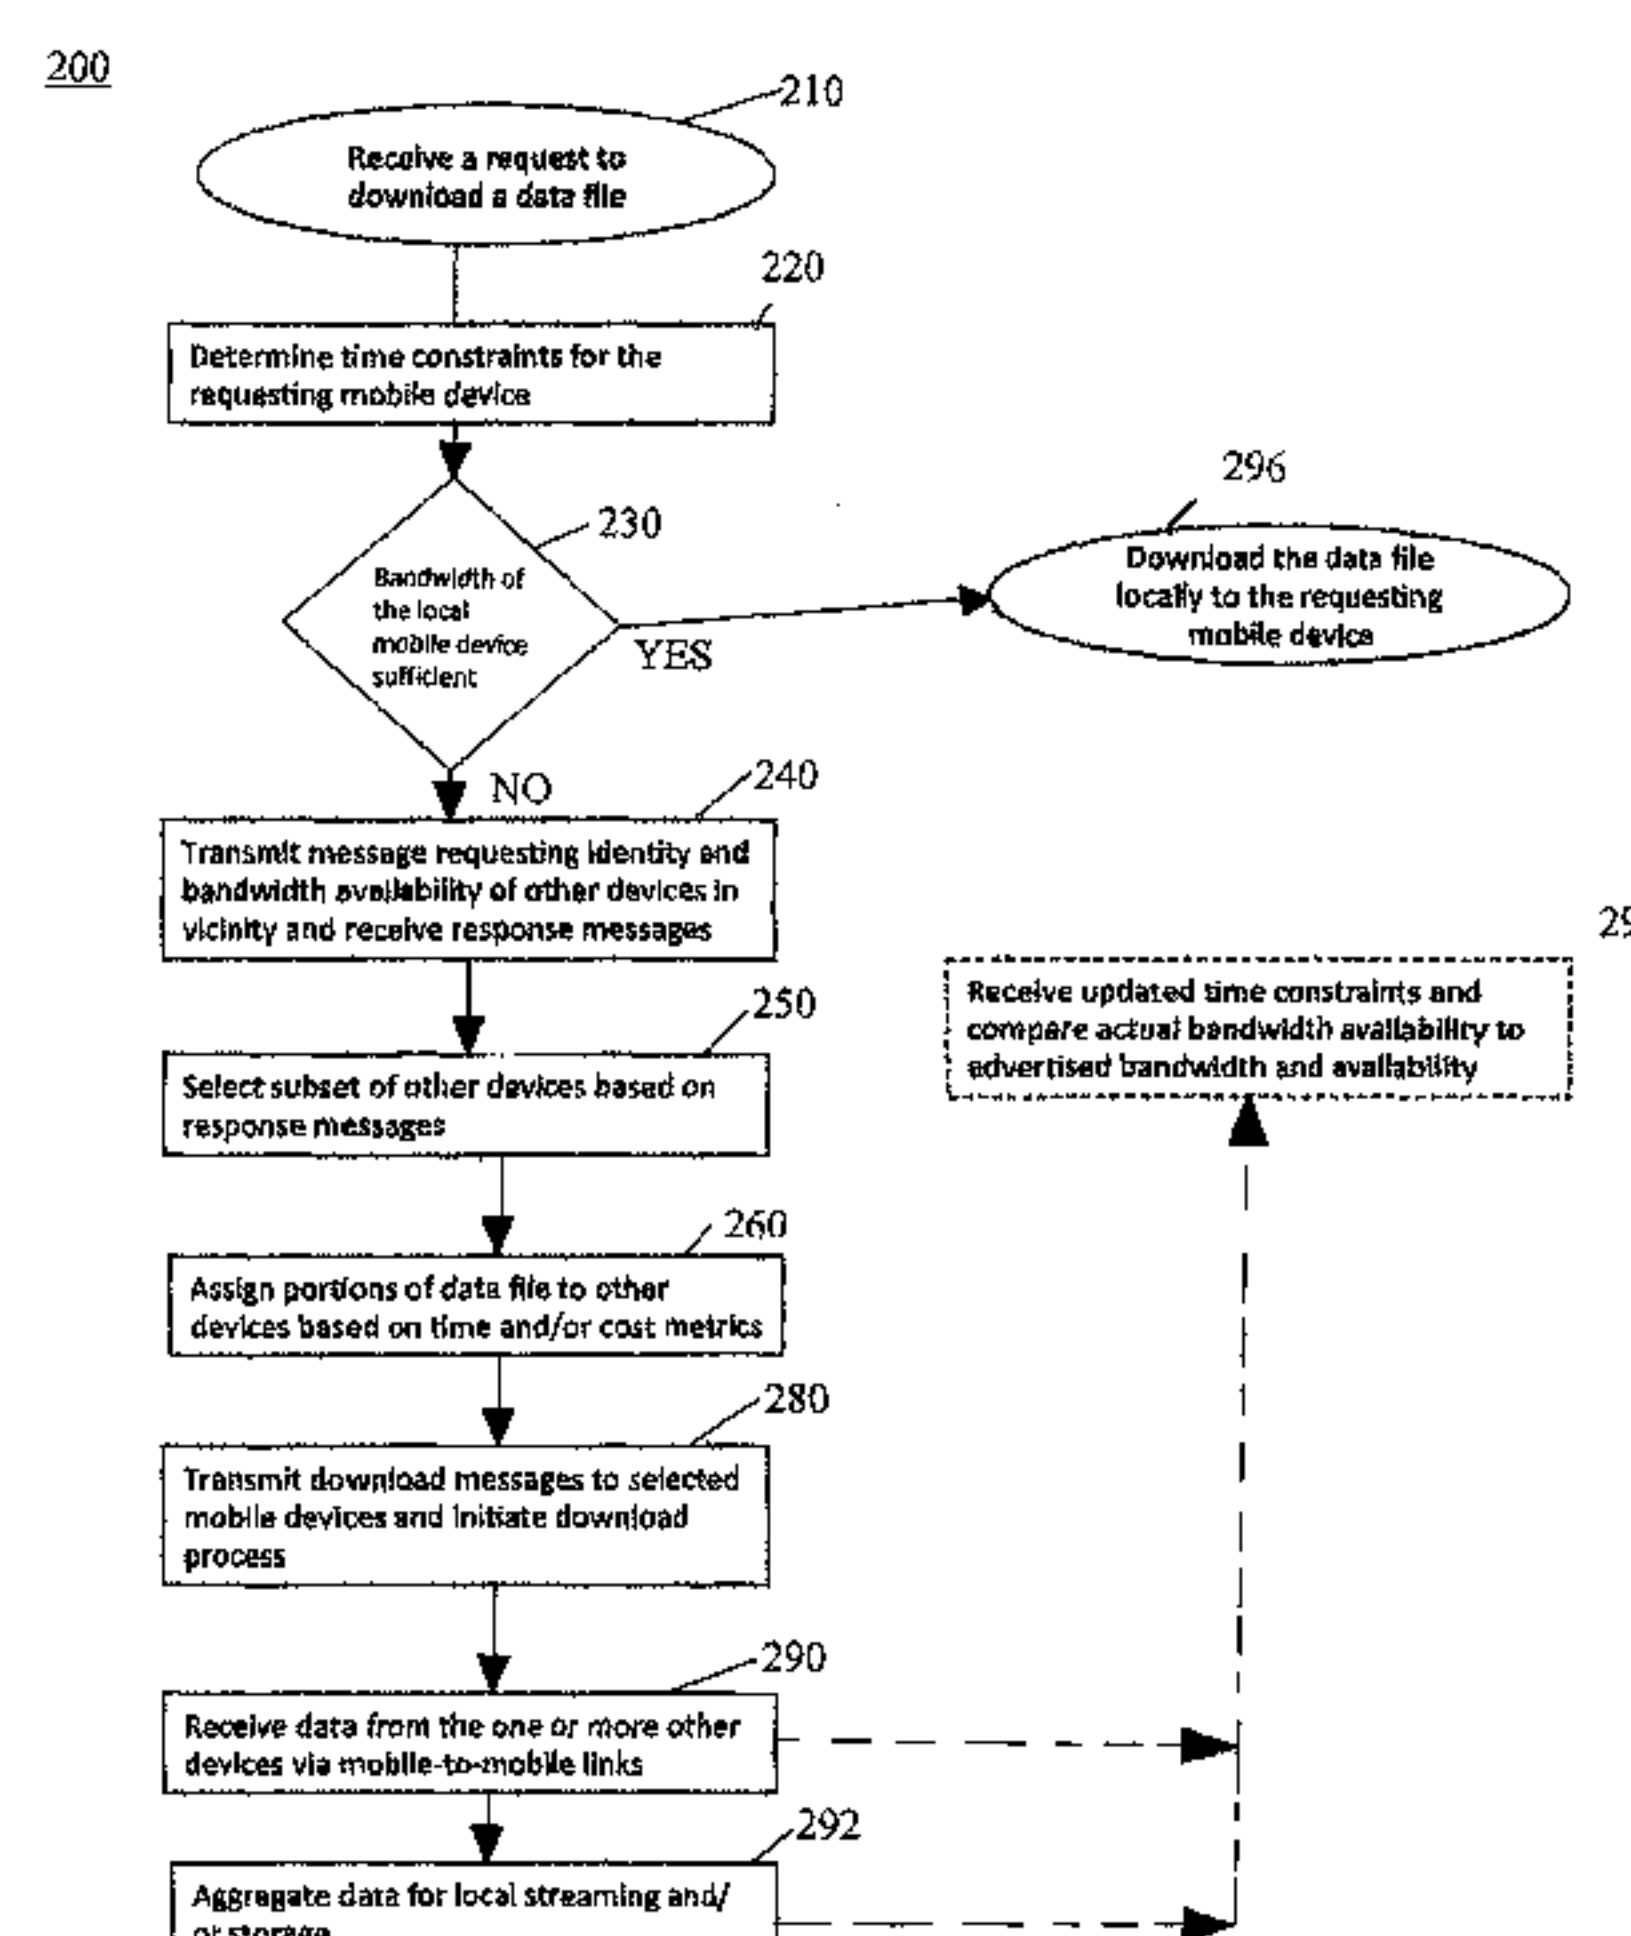 200
210
Receive a request to
download a data file
220
Determine time constraints for the
requesting mobile device
230
Bandwidth of
the local
mobile device
sufficient
YES
296
Download the data file
locally to the requesting
mobile device
NO
240
Transmit message requesting identity and
bandwidth availability of other devices in
vicinity and receive response messages
29
Receive updated time constraints and
compare actual bandwidth availability to
advertised bandwidth and availability
250
Select subset of other devices based on
response messages
260
Assign portions of data file to other
devices based on time and/or cost metrics
280
Transmit download messages to selected
mobile devices and initiate download
process
290
Receive data from the one or more other
devices via mobile-to-mobile links
292
Aggregate data for local streaming and/
or storage